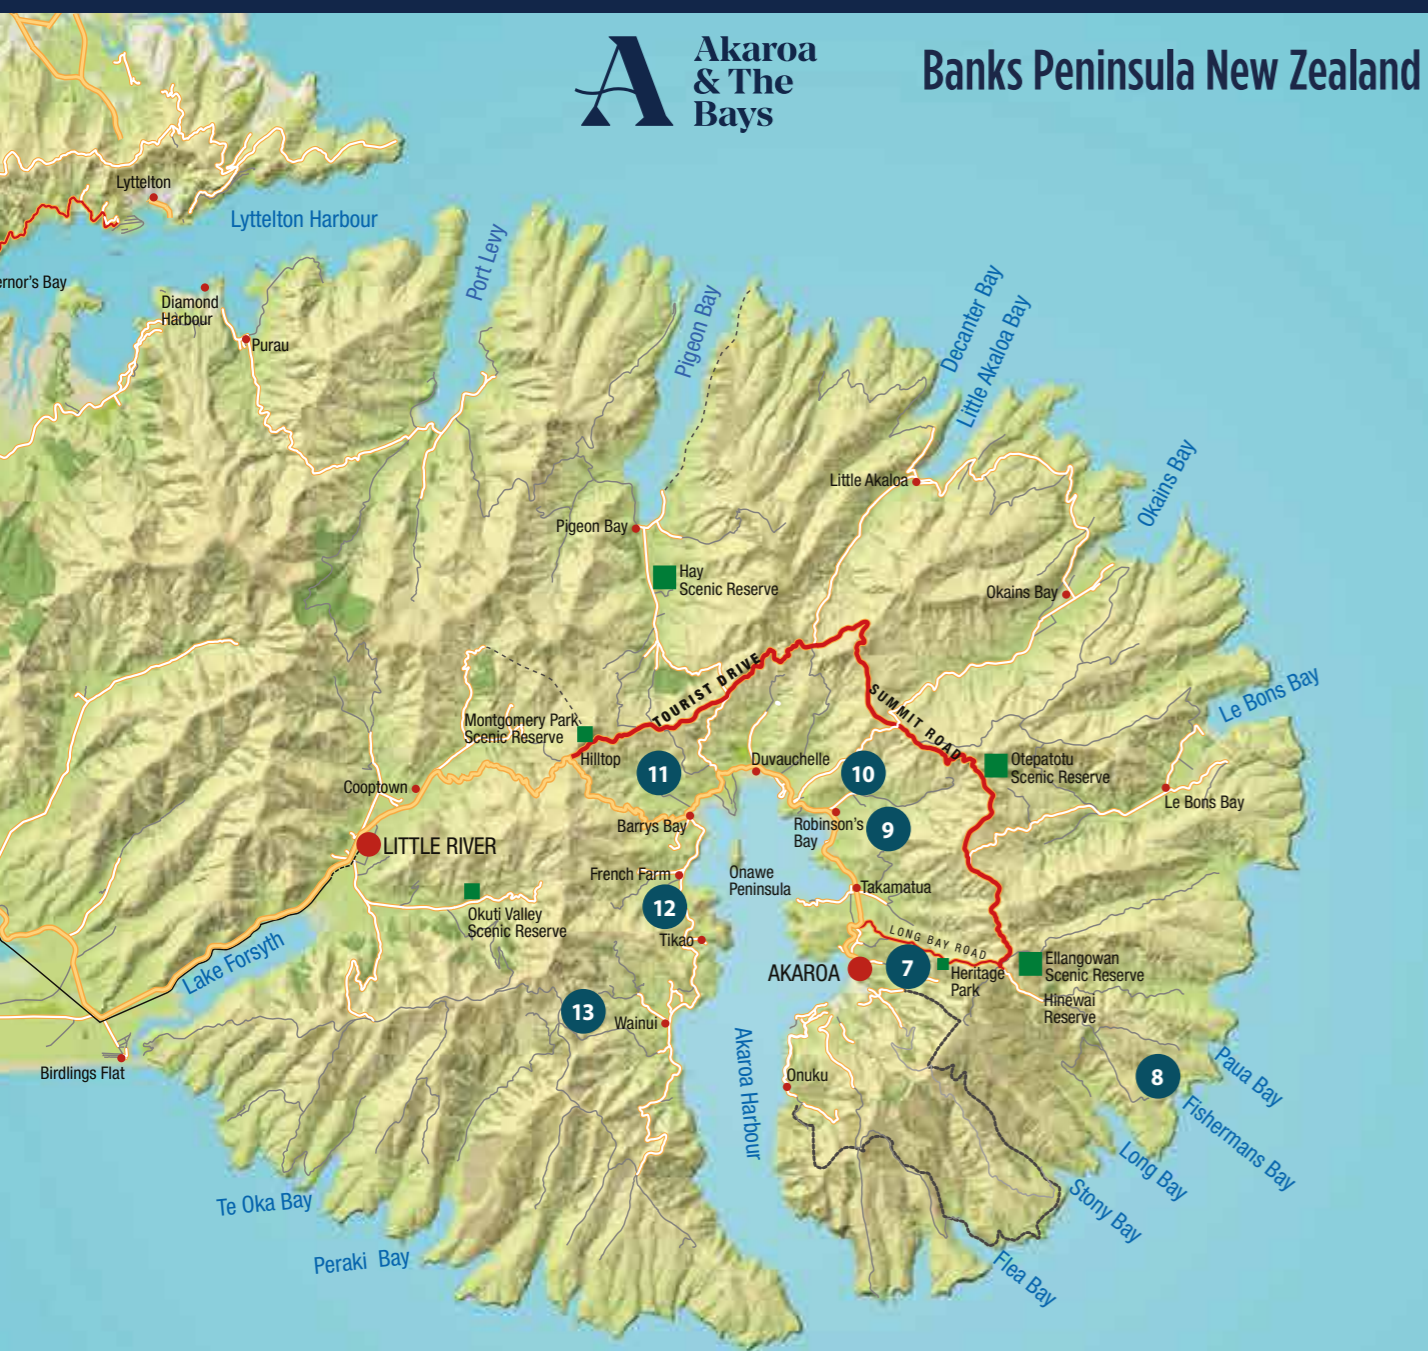 Akaroa
& The
Bays
Banks Peninsula New Zealand
Lyttelton
Lyttelton Harbour
ernor's Bay
Diamond
Harbour
Purau
Port Levy
Pigeon Bay
Decanter Bay
Little Akaloa Bay
Okains Bay
Little Akaloa
Pigeon Bay
Hay
Scenic Reserve
Okains Bay
Le Bons Bay
TOURIST DRIVE
SUMMIT ROAD
Montgomery Park
Scenic Reserve
Hilltop
11
Duvauchelle
10
Otepatotu
Scenic Reserve
Cooptown
Le Bons Bay
Barrys Bay
Robinson's
Bay
9
LITTLE RIVER
French Farm
Onawe
Peninsula
Takamatua
12
Okuti Valley
Scenic Reserve
Tikao
LONG BAY ROAD
Lake Forsyth
AKAROA
7
Heritage
Park
Ellangowan
Scenic Reserve
Hinewai
Reserve
13
Wainui
Akaroa Harbour
Birdlings Flat
Onuku
8
Paua Bay
Fishermans Bay
Long Bay
Stony Bay
Flea Bay
Te Oka Bay
Peraki Bay